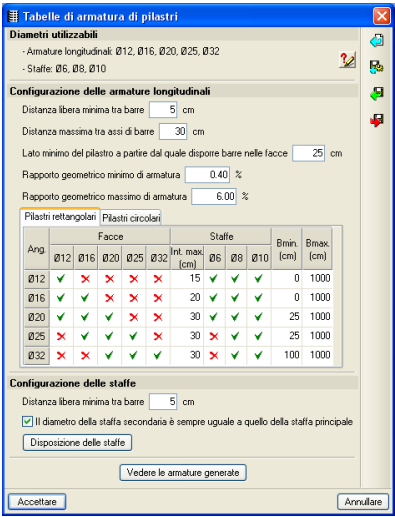 Tabelle di armatura di pilastri
Diametri utilizzabili
- Armature longitudinali: Ø12, Ø16, Ø20, Ø25, Ø32
- Staffe: Ø6, Ø8, Ø10
Configurazione delle armature longitudinali
Distanza libera minima tra barre 5 cm
Distanza massima tra assi di barre 30 cm
Lato minimo del pilastro a partire dal quale disporre barre nelle facce 25 cm
Rapporto geometrico minimo di armatura 0.40 %
Rapporto geometrico massimo di armatura 6.00 %
Pilastri rettangolari Pilastri circolari
Ang. Facce Staffe Bmin. (cm) Bmax. (cm)
Ø12 Ø16 Ø20 Ø25 Ø32 Int. max. (cm) Ø6 Ø8 Ø10
Ø12 15 0 1000
Ø16 20 0 1000
Ø20 30 25 1000
Ø25 30 25 1000
Ø32 30 100 1000
Configurazione delle staffe
Distanza libera minima tra barre 5 cm
Il diametro della staffa secondaria è sempre uguale a quello della staffa principale
Disposizione delle staffe
Vedere le armature generate
Accettare Annullare